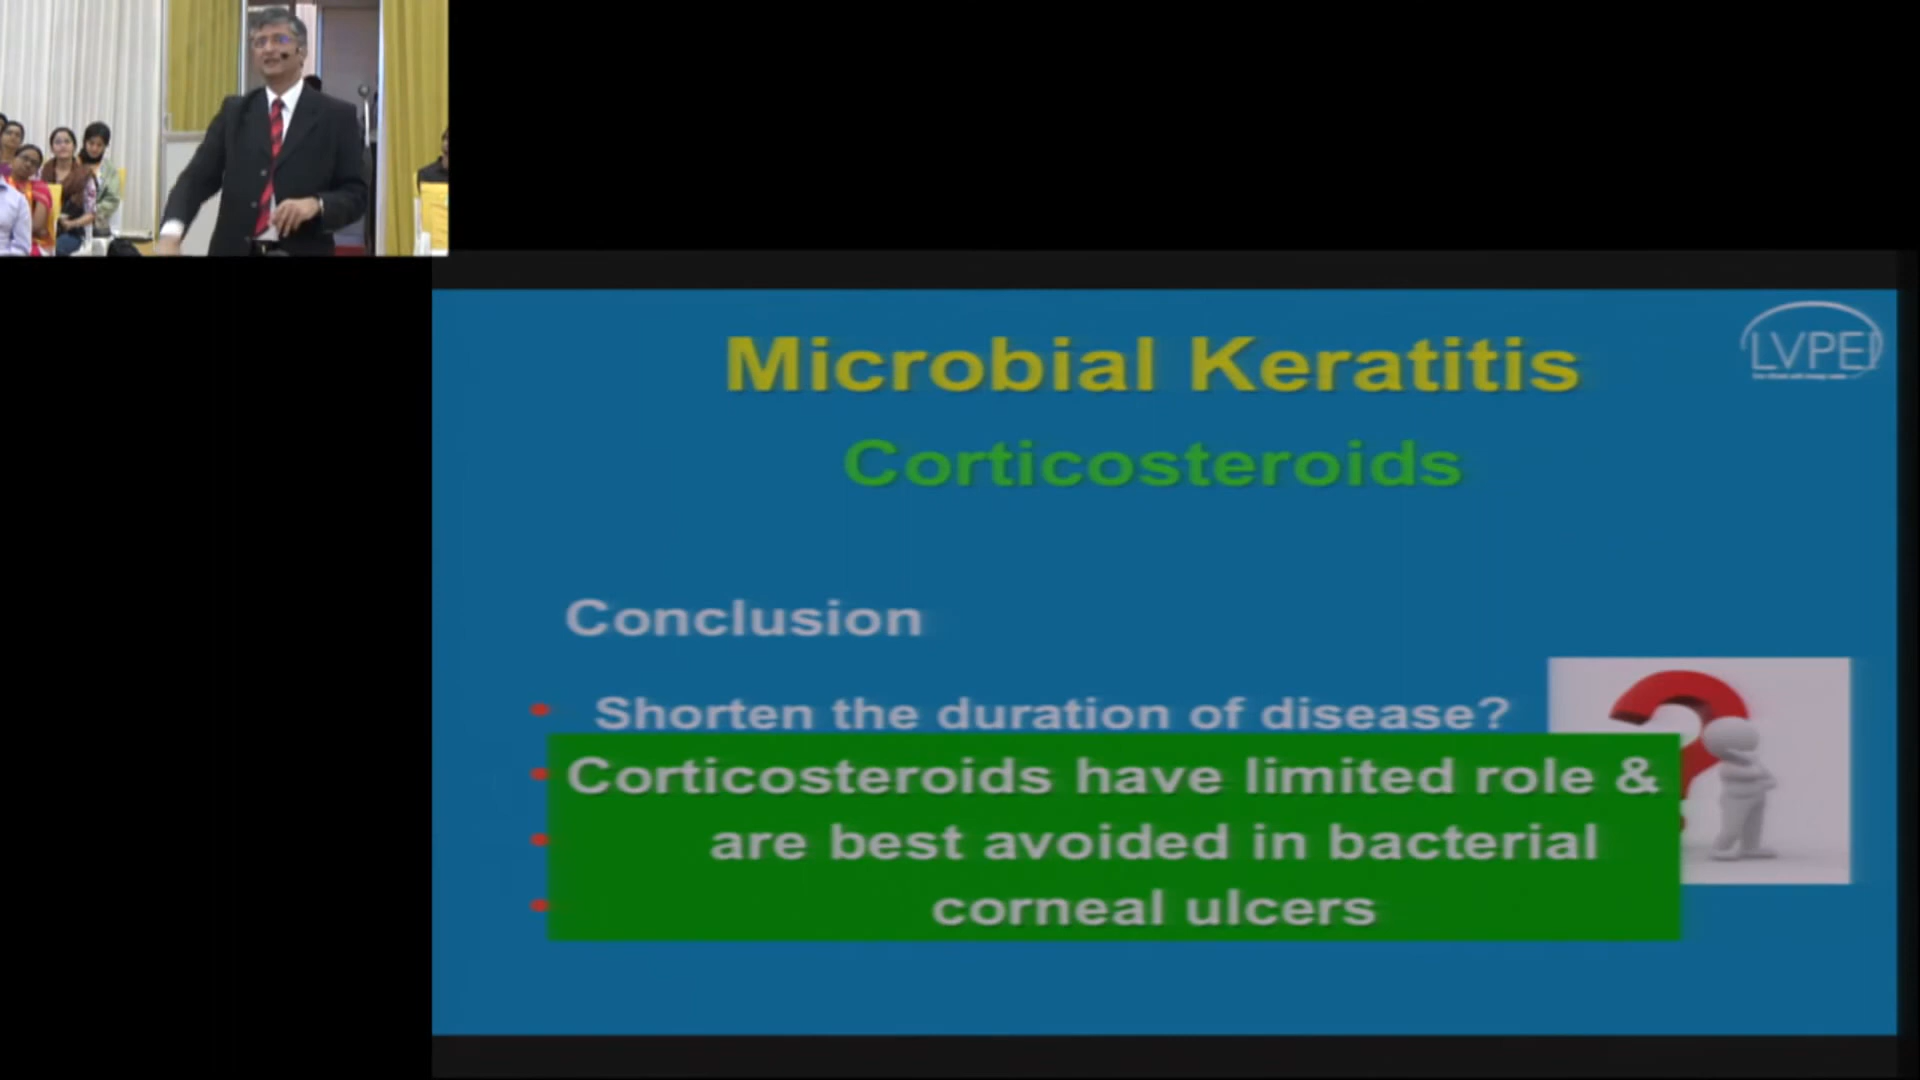 LVPEI
Microbial Keratitis
Corticosteroids
Conclusion
• Shorten the duration of disease?
• Corticosteroids have limited role &
• are best avoided in bacterial
• corneal ulcers